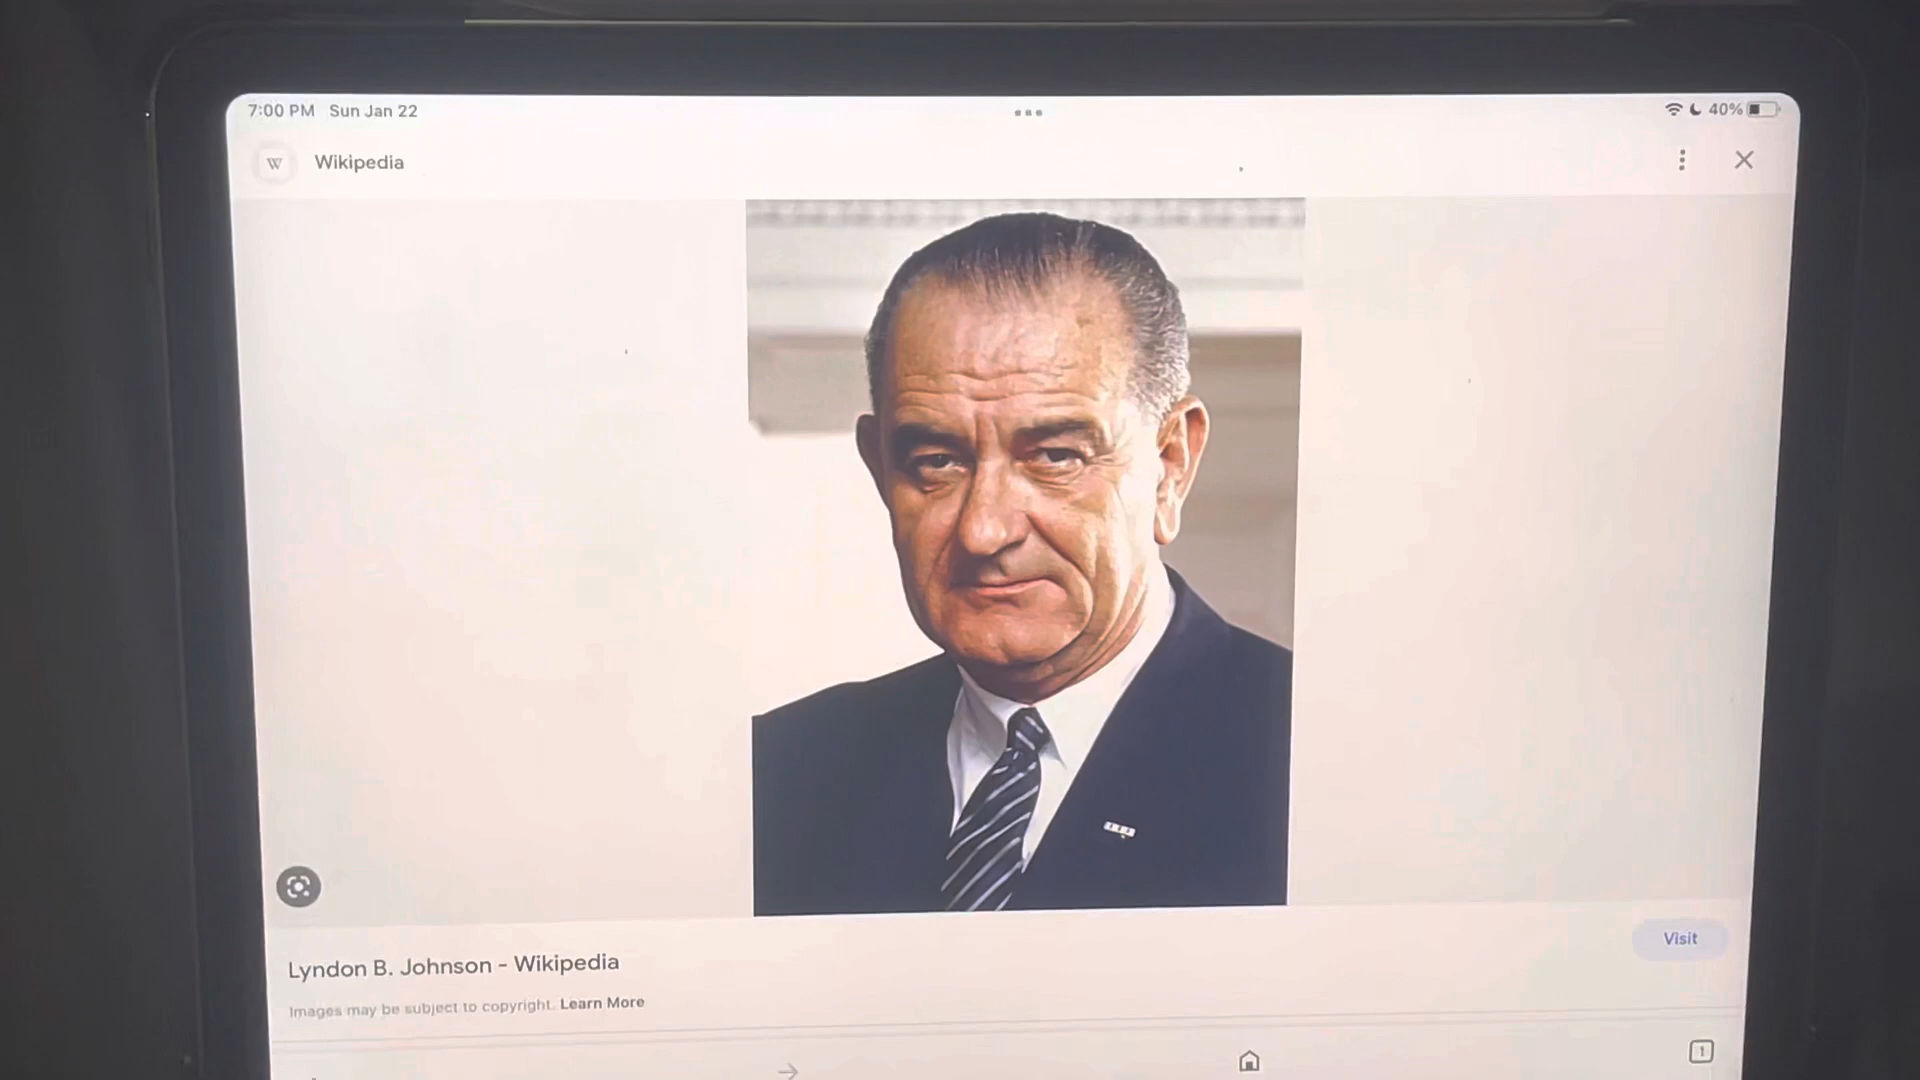 7:00 PM Sun Jan 22
40%
W Wikipedia
Visit
Lyndon B. Johnson - Wikipedia
Images may be subject to copyright. Learn More
1